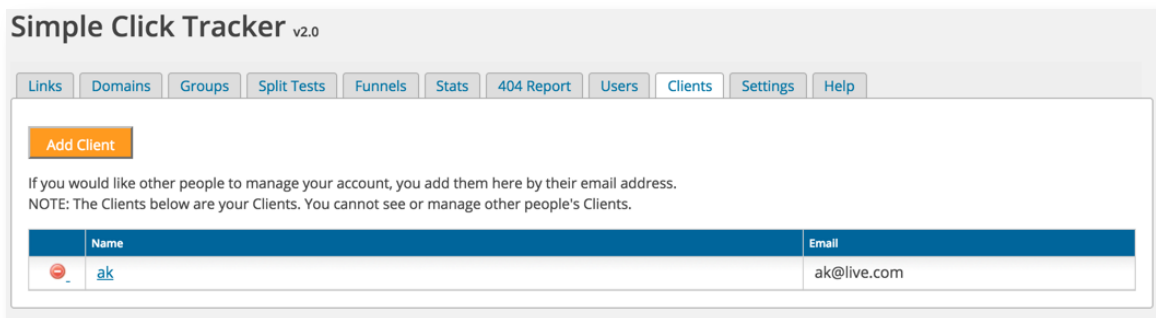 Simple Click Tracker v2.0
Links Domains Groups Split Tests Funnels Stats 404 Report Users Clients Settings Help
Add Client
If you would like other people to manage your account, you add them here by their email address.
NOTE: The Clients below are your Clients. You cannot see or manage other people's Clients.
Name Email
ak ak@live.com